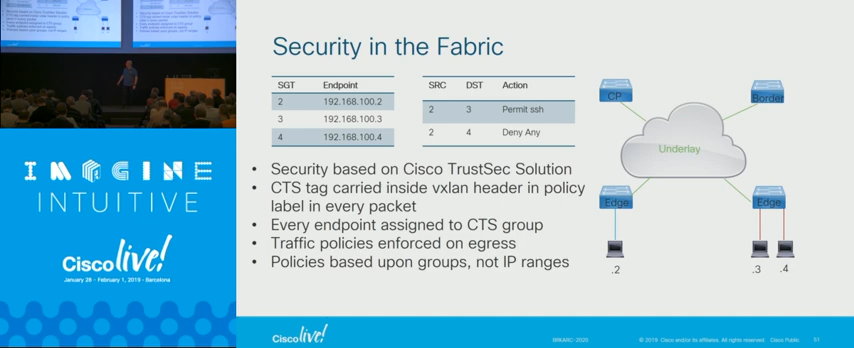 Security in the Fabric
SGT Endpoint
2 192.168.100.2
3 192.168.100.3
4 192.168.100.4
SRC DST Action
2 3 Permit ssh
2 4 Deny Any
• Security based on Cisco TrustSec Solution
• CTS tag carried inside vxlan header in policy
label in every packet
• Every endpoint assigned to CTS group
• Traffic policies enforced on egress
• Policies based upon groups, not IP ranges
CP
Border
Underlay
Edge
Edge
.2
.3
.4
IMAGINE
INTUITIVE
Cisco live!
January 28 - February 1, 2019 · Barcelona
Cisco live!
BRKARC-2020
© 2019 Cisco and/or its affiliates. All rights reserved. Cisco Public
51